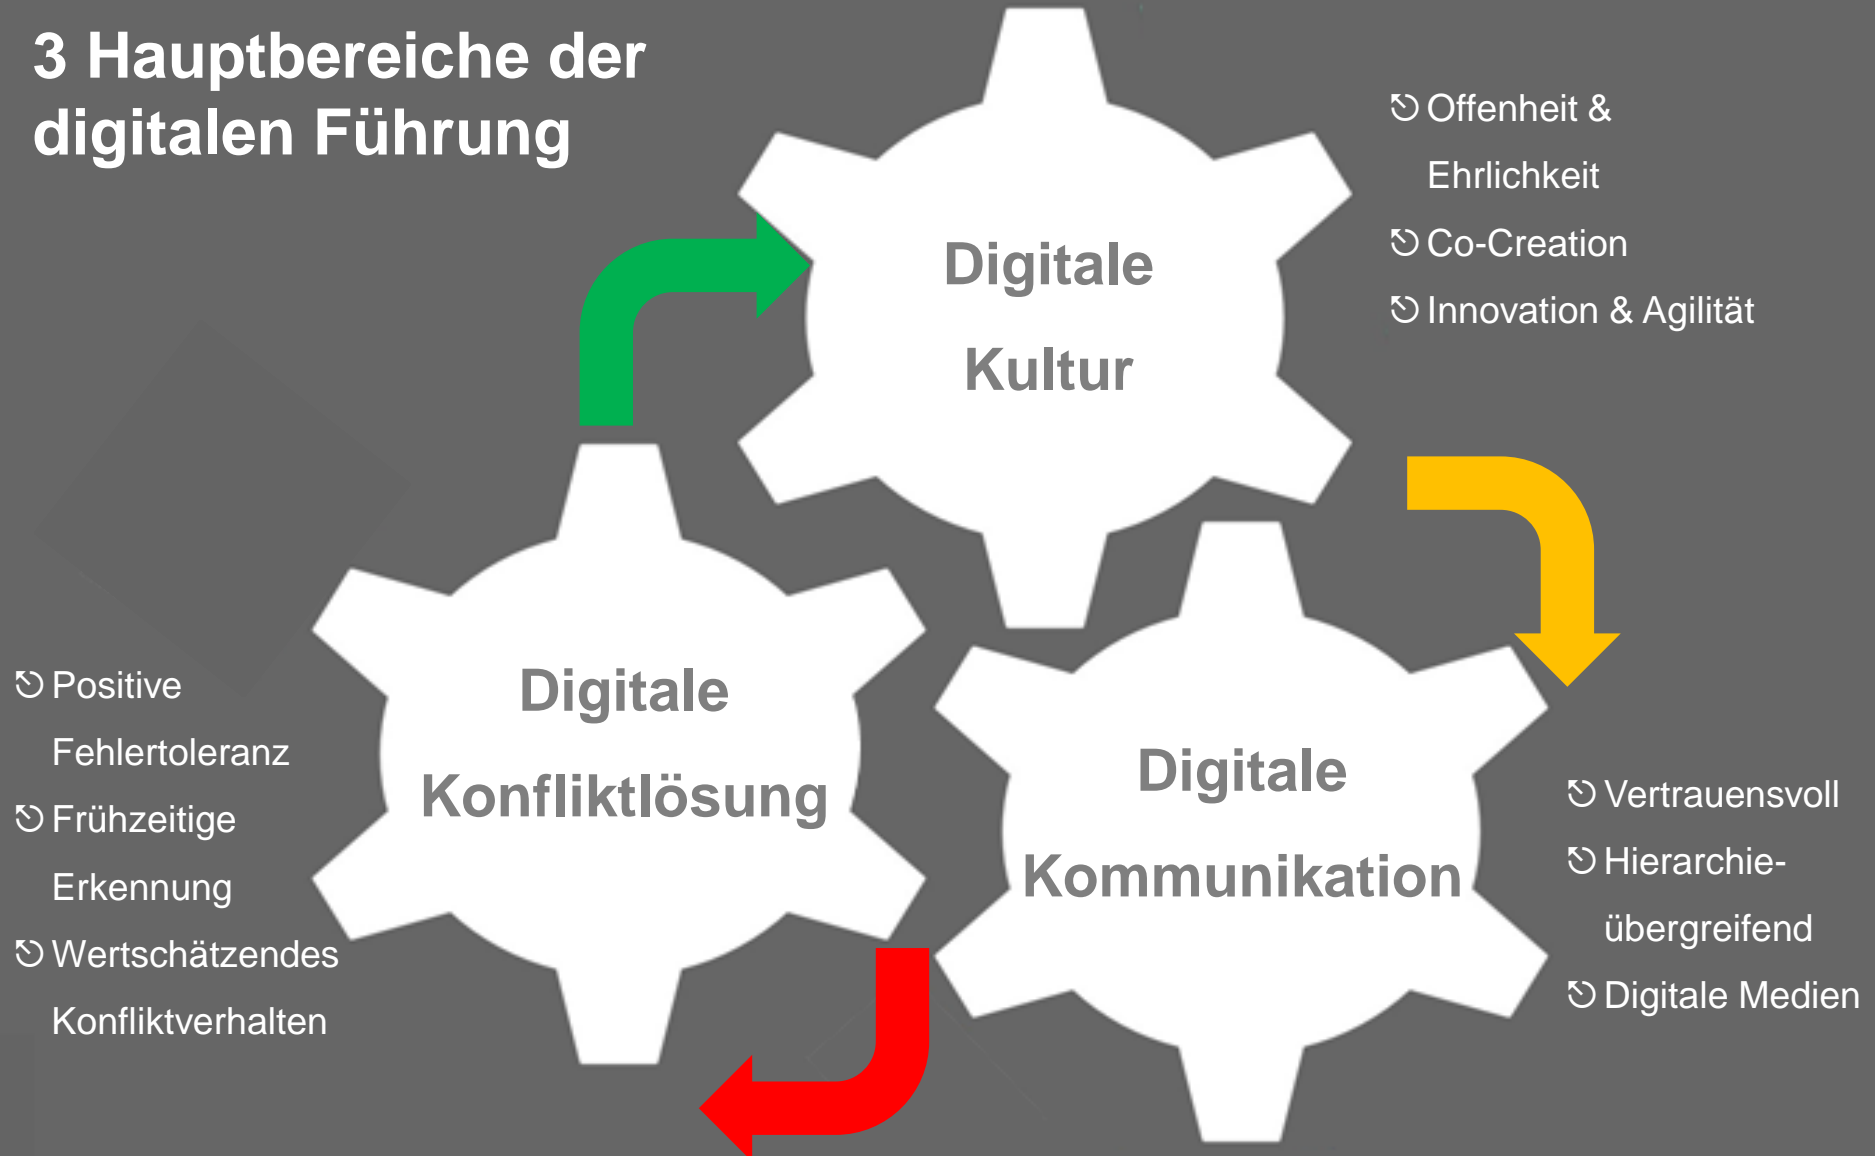 3 Hauptbereiche der
digitalen Führung
Offenheit &
Ehrlichkeit
Co-Creation
Innovation & Agilität
Digitale
Kultur
Positive
Fehlertoleranz
Frühzeitige
Erkennung
Wertschätzendes
Konfliktverhalten
Digitale
Konfliktlösung
Digitale
Kommunikation
Vertrauensvoll
Hierarchie-
übergreifend
Digitale Medien